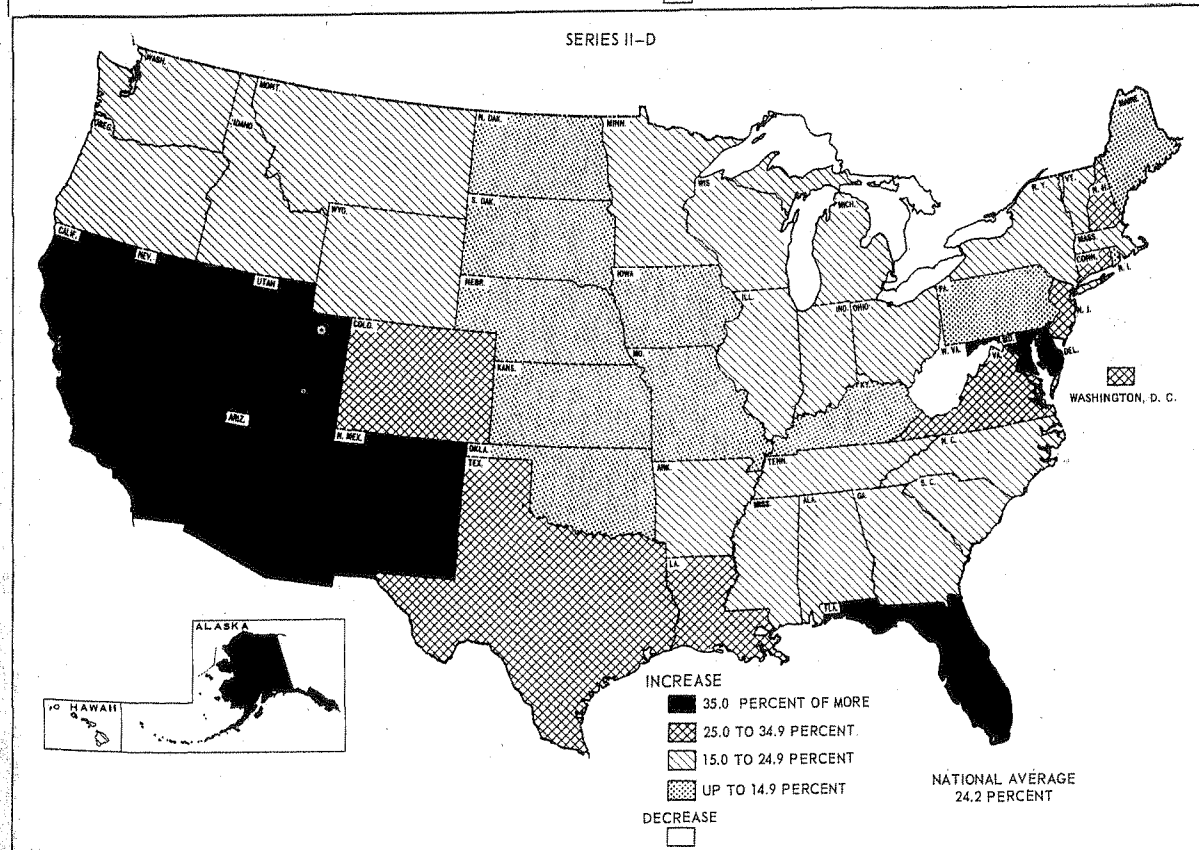 SERIES II-D
WASH.
MONT.
N. DAK.
MINN.
MAINE
OREG.
IDAHO
WIS.
N. Y.
VT.
N. H.
S. DAK.
MICH.
WYO.
MASS.
CALIF.
CONN.
NEV.
R. I.
IOWA
UTAH
NEBR.
PA.
ILL.
IND.
OHIO
N. J.
COLO.
W. VA.
MD.
DEL.
MO.
VA.
KANS.
KY.
WASHINGTON, D. C.
ARIZ.
N. MEX.
OKLA.
N. C.
TEX.
ARK.
TENN.
S. C.
MISS.
ALA.
GA.
LA.
FLA.
ALASKA
HAWAII
INCREASE
35.0 PERCENT OF MORE
25.0 TO 34.9 PERCENT
15.0 TO 24.9 PERCENT
UP TO 14.9 PERCENT
DECREASE
NATIONAL AVERAGE
24.2 PERCENT